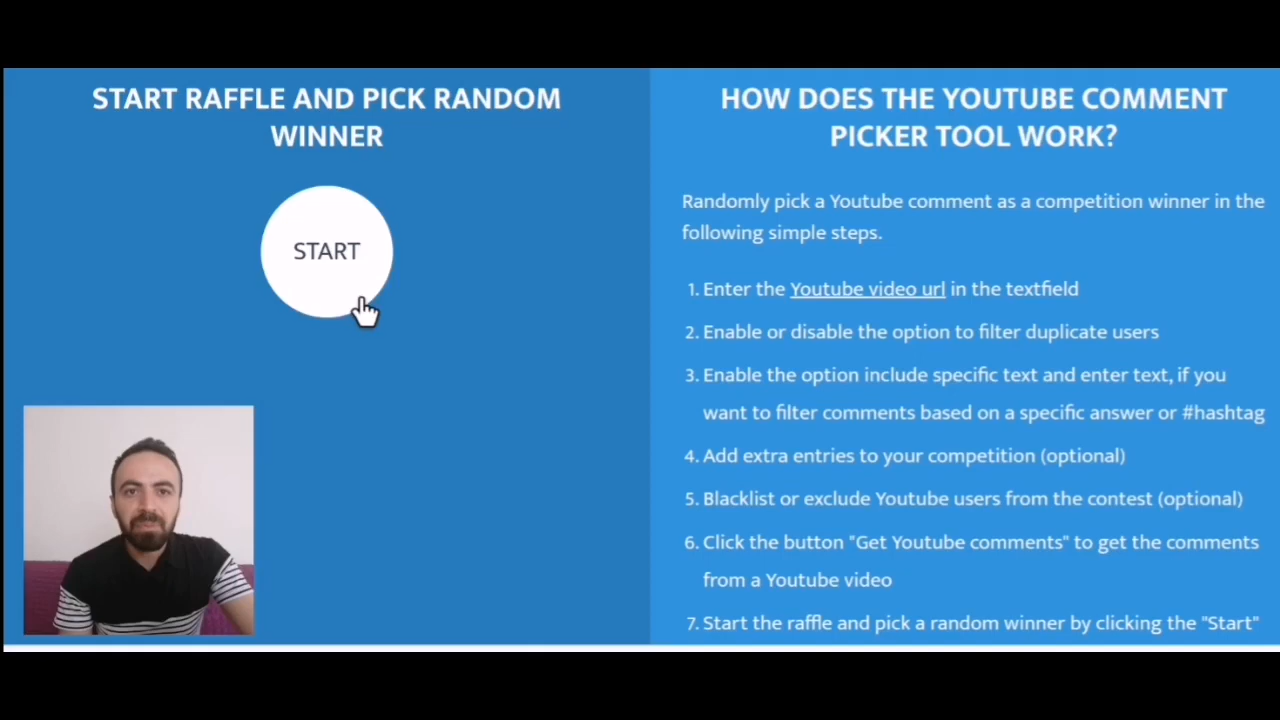 START RAFFLE AND PICK RANDOM
WINNER
START
HOW DOES THE YOUTUBE COMMENT
PICKER TOOL WORK?
Randomly pick a Youtube comment as a competition winner in the
following simple steps.
1. Enter the Youtube video url in the textfield
2. Enable or disable the option to filter duplicate users
3. Enable the option include specific text and enter text, if you
want to filter comments based on a specific answer or #hashtag
4. Add extra entries to your competition (optional)
5. Blacklist or exclude Youtube users from the contest (optional)
6. Click the button "Get Youtube comments" to get the comments
from a Youtube video
7. Start the raffle and pick a random winner by clicking the "Start"